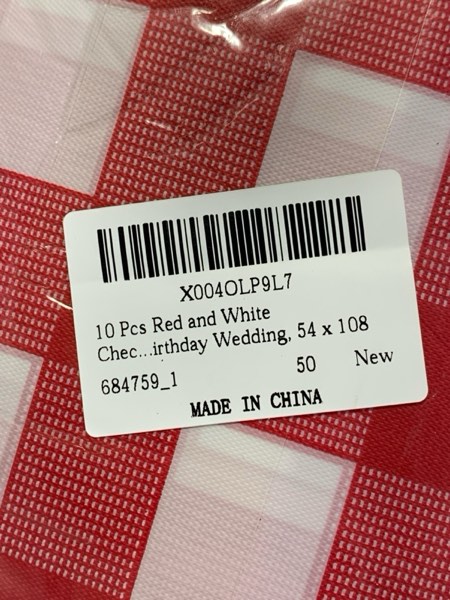 X004OLP9L7
10 Pcs Red and White
Chec...irthday Wedding, 54 x 108
684759_1 50 New
MADE IN CHINA